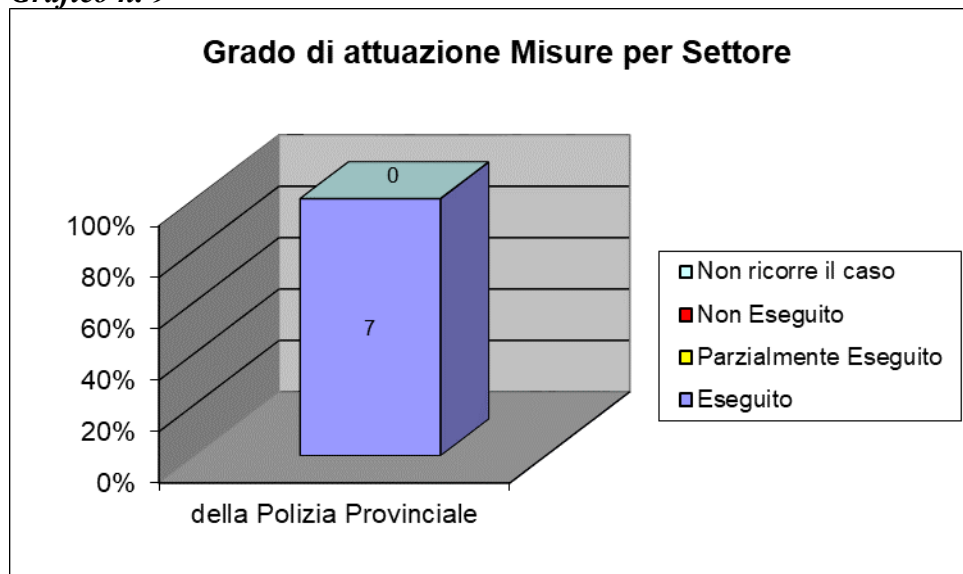 Grafico n. 9
Grado di attuazione Misure per Settore
0
7
100%
80%
60%
40%
20%
0%
della Polizia Provinciale
Non ricorre il caso
Non Eseguito
Parzialmente Eseguito
Eseguito